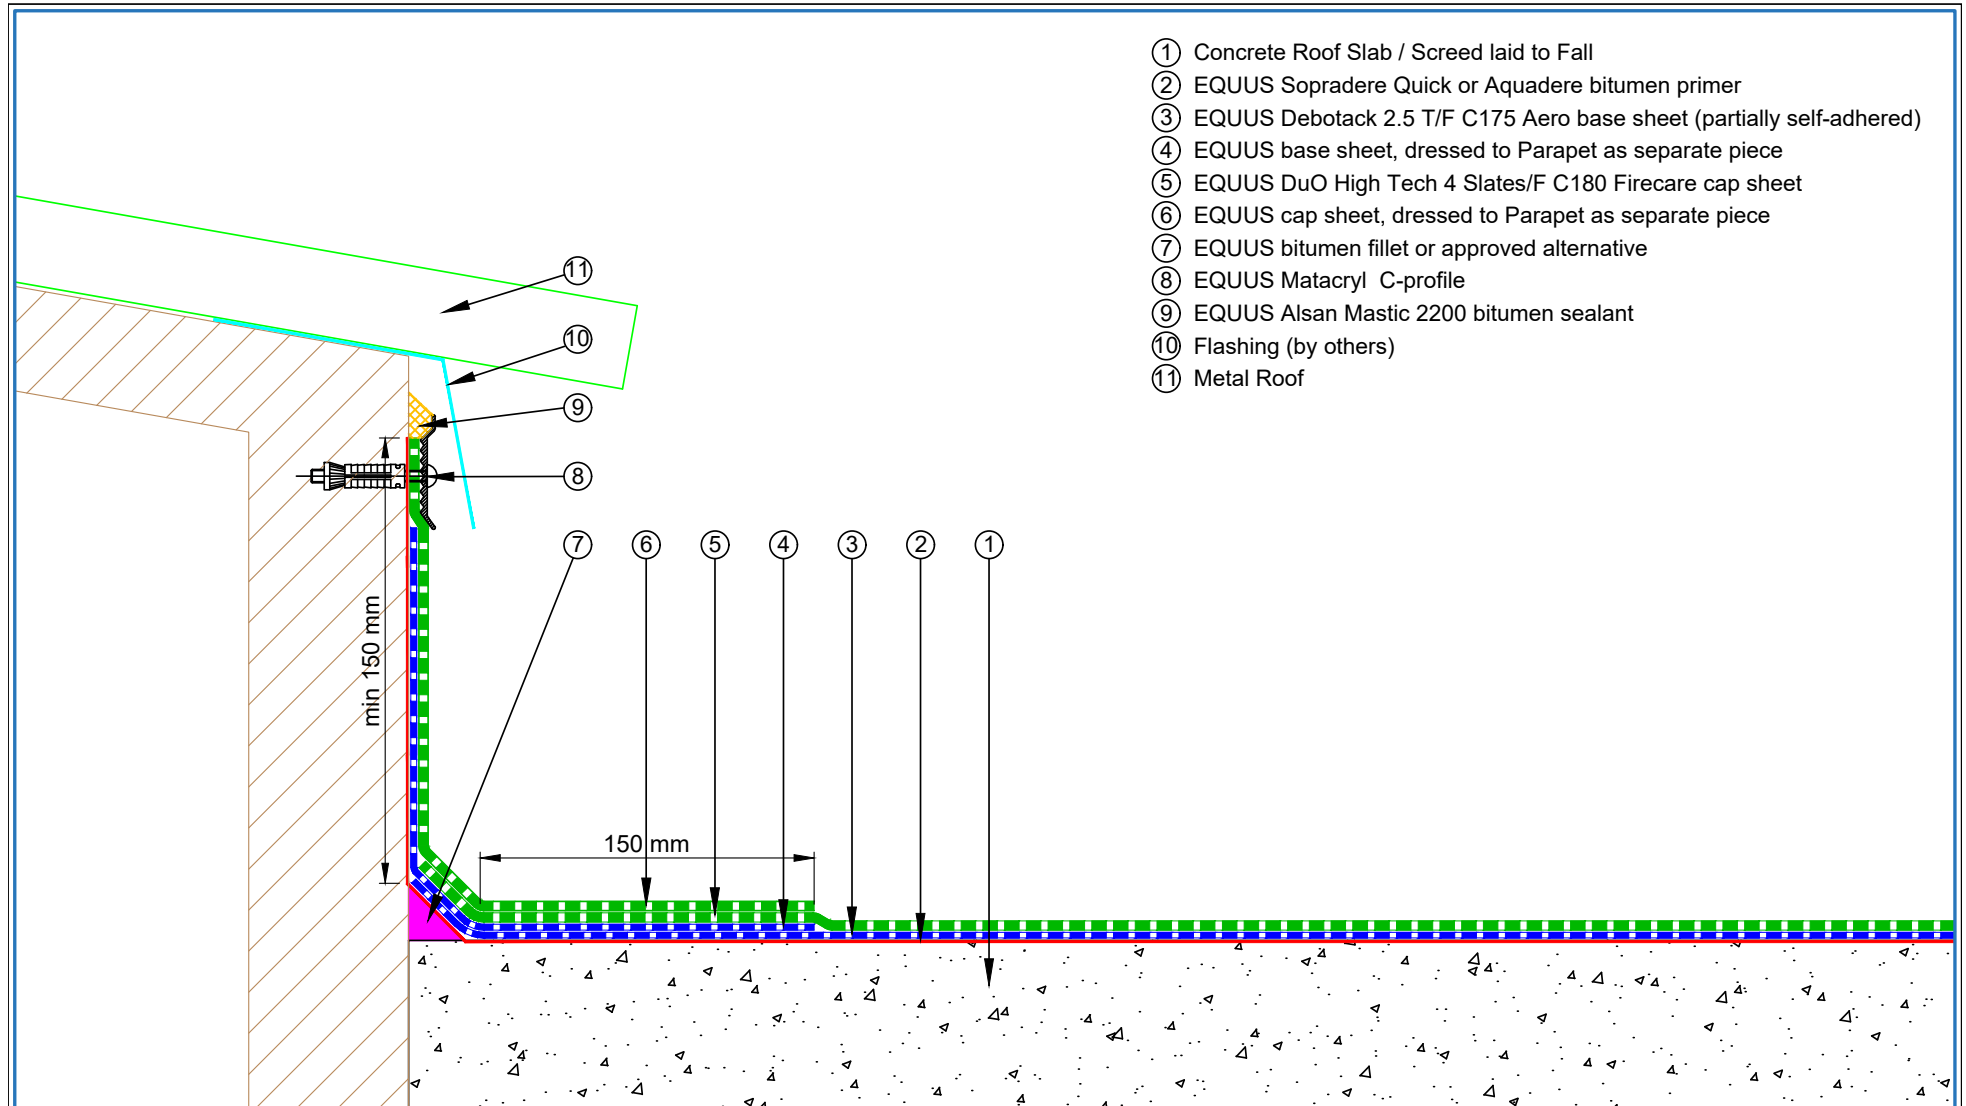 ① Concrete Roof Slab / Screed laid to Fall
② EQUUS Sopradere Quick or Aquadere bitumen primer
③ EQUUS Debotack 2.5 T/F C175 Aero base sheet (partially self-adhered)
④ EQUUS base sheet, dressed to Parapet as separate piece
⑤ EQUUS DuO High Tech 4 Slates/F C180 Firecare cap sheet
⑥ EQUUS cap sheet, dressed to Parapet as separate piece
⑦ EQUUS bitumen fillet or approved alternative
⑧ EQUUS Matacryl C-profile
⑨ EQUUS Alsan Mastic 2200 bitumen sealant
⑩ Flashing (by others)
⑪ Metal Roof
⑪
⑩
⑨
⑧
⑦ ⑥ ⑤ ④ ③ ② ①
min 150 mm
150 mm